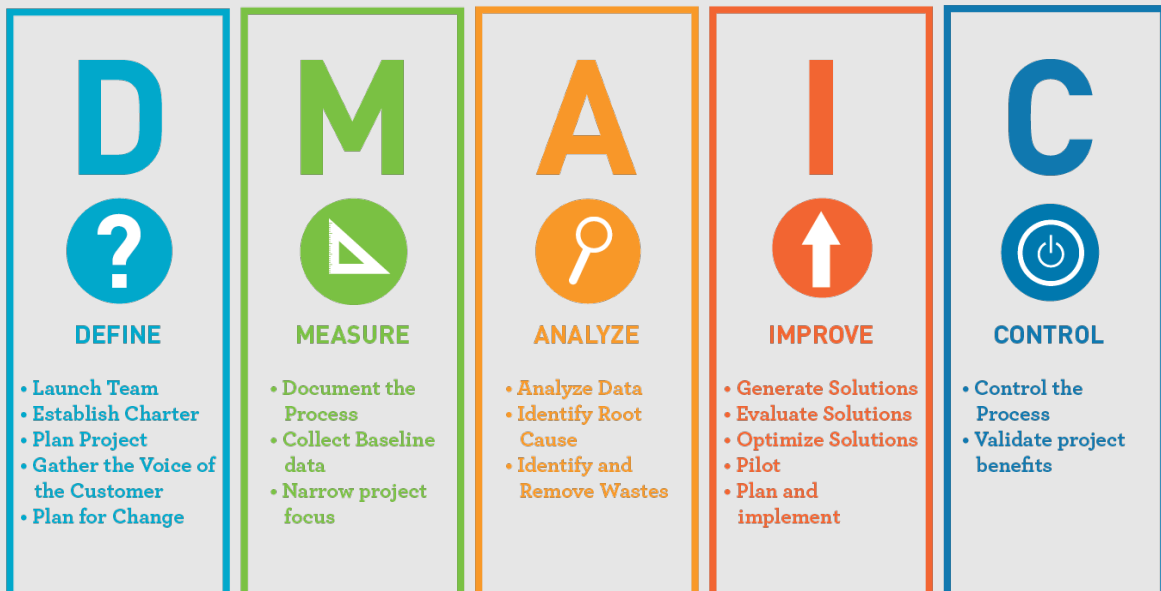 D
?
DEFINE
• Launch Team
• Establish Charter
• Plan Project
• Gather the Voice of
the Customer
• Plan for Change
M
MEASURE
• Document the
Process
• Collect Baseline
data
• Narrow project
focus
A
ANALYZE
• Analyze Data
• Identify Root
Cause
• Identify and
Remove Wastes
I
IMPROVE
• Generate Solutions
• Evaluate Solutions
• Optimize Solutions
• Pilot
• Plan and
implement
C
CONTROL
• Control the
Process
• Validate project
benefits